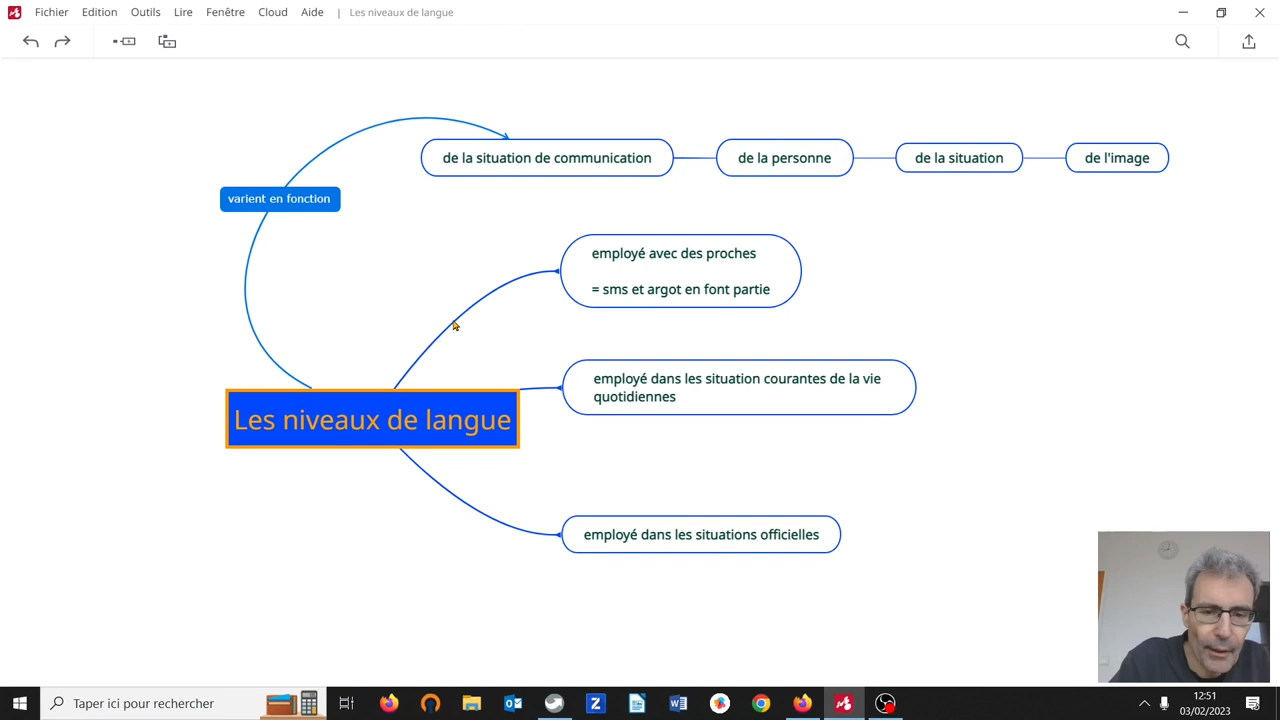 Fichier Edition Outils Lire Fenêtre Cloud Aide | Les niveaux de langue
de la situation de communication de la personne de la situation de l'image
varient en fonction
employé avec des proches
= sms et argot en font partie
employé dans les situation courantes de la vie
quotidiennes
Les niveaux de langue
employé dans les situations officielles
Taper ici pour rechercher
12:51
03/02/2023